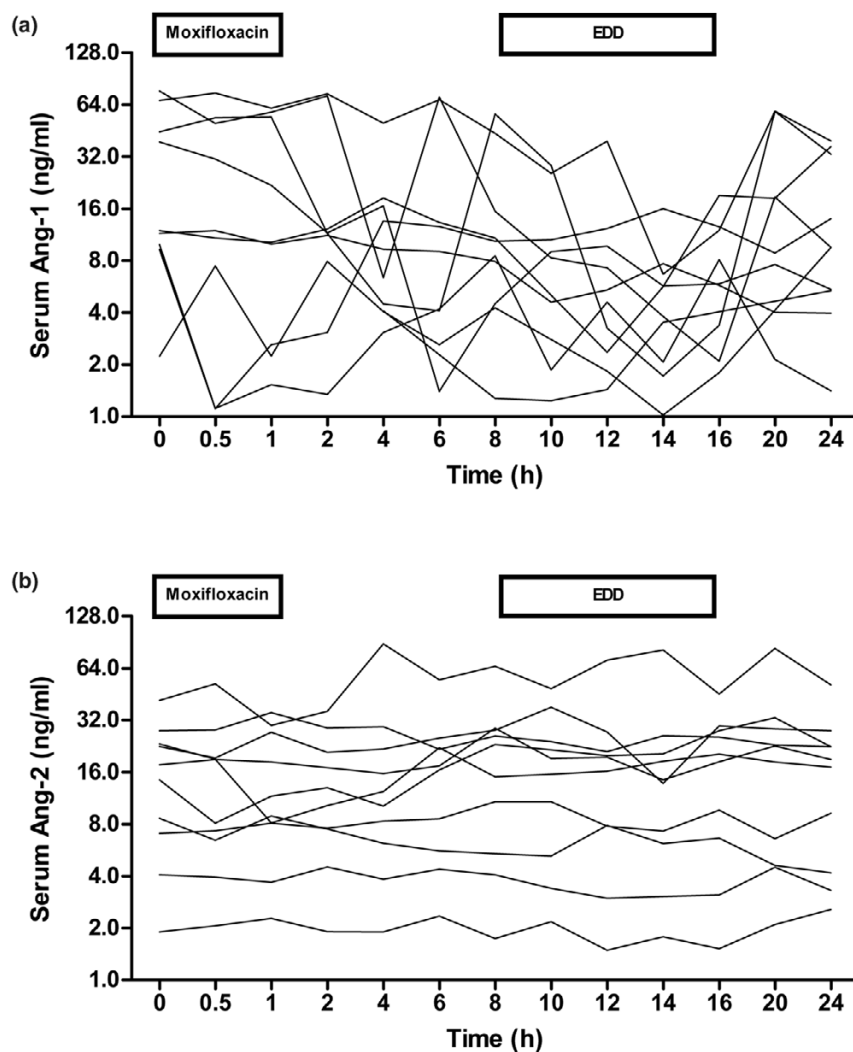 (a)
Moxifloxacin EDD
128.0
64.0
32.0
16.0
8.0
4.0
2.0
1.0
Serum Ang-1 (ng/ml)
0 0.5 1 2 4 6 8 10 12 14 16 20 24
Time (h)
(b)
Moxifloxacin EDD
128.0
64.0
32.0
16.0
8.0
4.0
2.0
1.0
Serum Ang-2 (ng/ml)
0 0.5 1 2 4 6 8 10 12 14 16 20 24
Time (h)